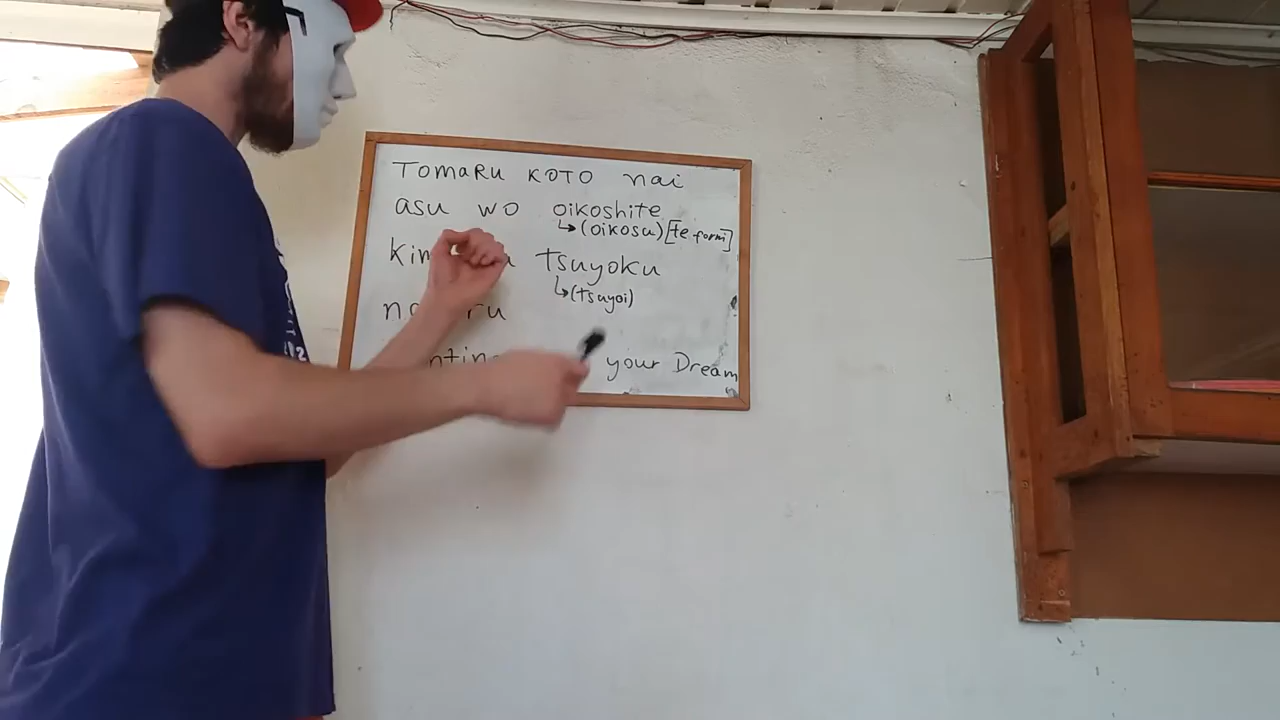 Tomaru koto nai
asu wo oikoshite
↳(oikosu)[te form]
tsuyoku
↳(tsuyoi)
your Dream